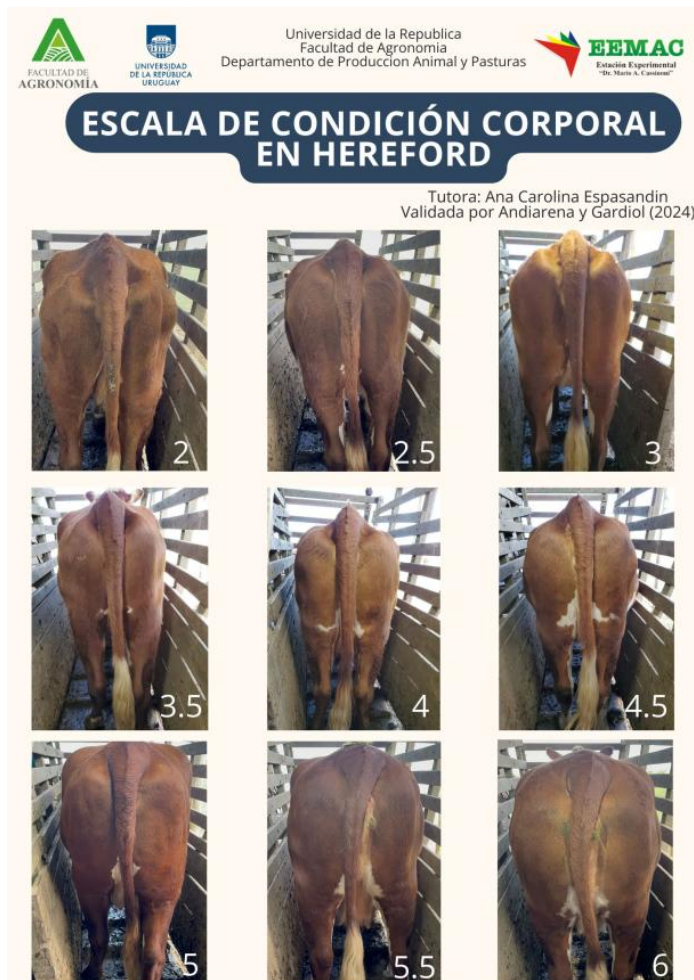 FACULTAD DE
AGRONOMÍA
UNIVERSIDAD
DE LA REPÚBLICA
URUGUAY
Universidad de la Republica
Facultad de Agronomia
Departamento de Produccion Animal y Pasturas
EEMAC
Estación Experimental
"Dr. Mario A. Cassinoni"
ESCALA DE CONDICIÓN CORPORAL
EN HEREFORD
Tutora: Ana Carolina Espasandin
Validada por Andiarena y Gardiol (2024)
2
2.5
3
3.5
4
4.5
5
5.5
6